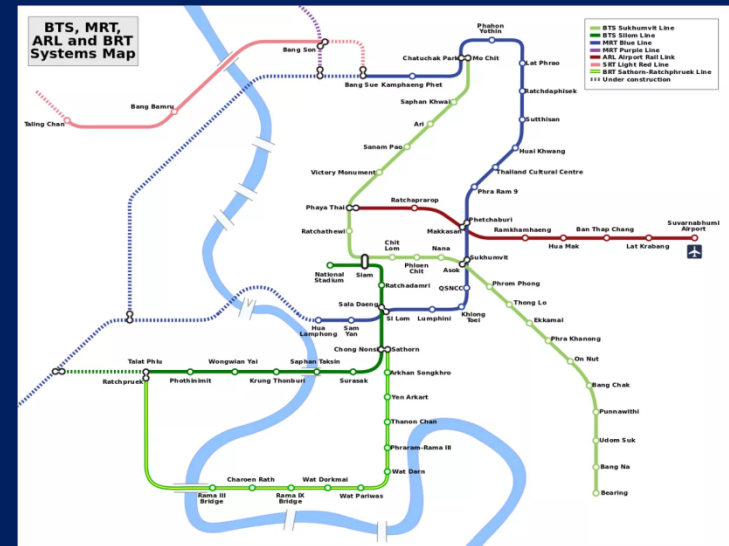 BTS, MRT,
ARL and BRT
Systems Map
BTS Sukhumvit Line
BTS Silom Line
MRT Blue Line
MRT Purple Line
ARL Airport Rail Link
SRT Light Red Line
BRT Sathorn-Ratchphruek Line
Under construction
Phahon
Yothin
Bang Son
Chatuchak Park
Mo Chit
Lat Phrao
Bang Sue
Kamphaeng Phet
Ratchdaphisek
Saphan Khwai
Bang Bamru
Taling Chan
Ari
Sutthisan
Sanam Pao
Huai Khwang
Thailand Cultural Centre
Victory Monument
Phra Ram 9
Phaya Thai
Ratchaprarop
Phetchaburi
Makkasan
Ramkhamhaeng
Ban Thap Chang
Suvarnabhumi
Airport
Hua Mak
Lat Krabang
Ratchathewi
Chit
Lom
Nana
Phloen
Chit
Asok
Sukhumvit
National
Stadium
Siam
Ratchadamri
QSNCC
Phrom Phong
Thong Lo
Sala Daeng
Si Lom
Lumphini
Khlong
Toei
Hua
Lamphong
Sam
Yan
Ekkamai
Phra Khanong
Chong Nonsi
Sathorn
On Nut
Talat Phlu
Wongwian Yai
Saphan Taksin
Ratchpruek
Phothinimit
Krung Thonburi
Surasak
Arkhan Songkhro
Bang Chak
Yen Arkart
Punnawithi
Thanon Chan
Udom Suk
Phraram-Rama III
Bang Na
Wat Darn
Charoen Rath
Wat Dorkmai
Rama III
Bridge
Rama IX
Bridge
Wat Pariwas
Bearing